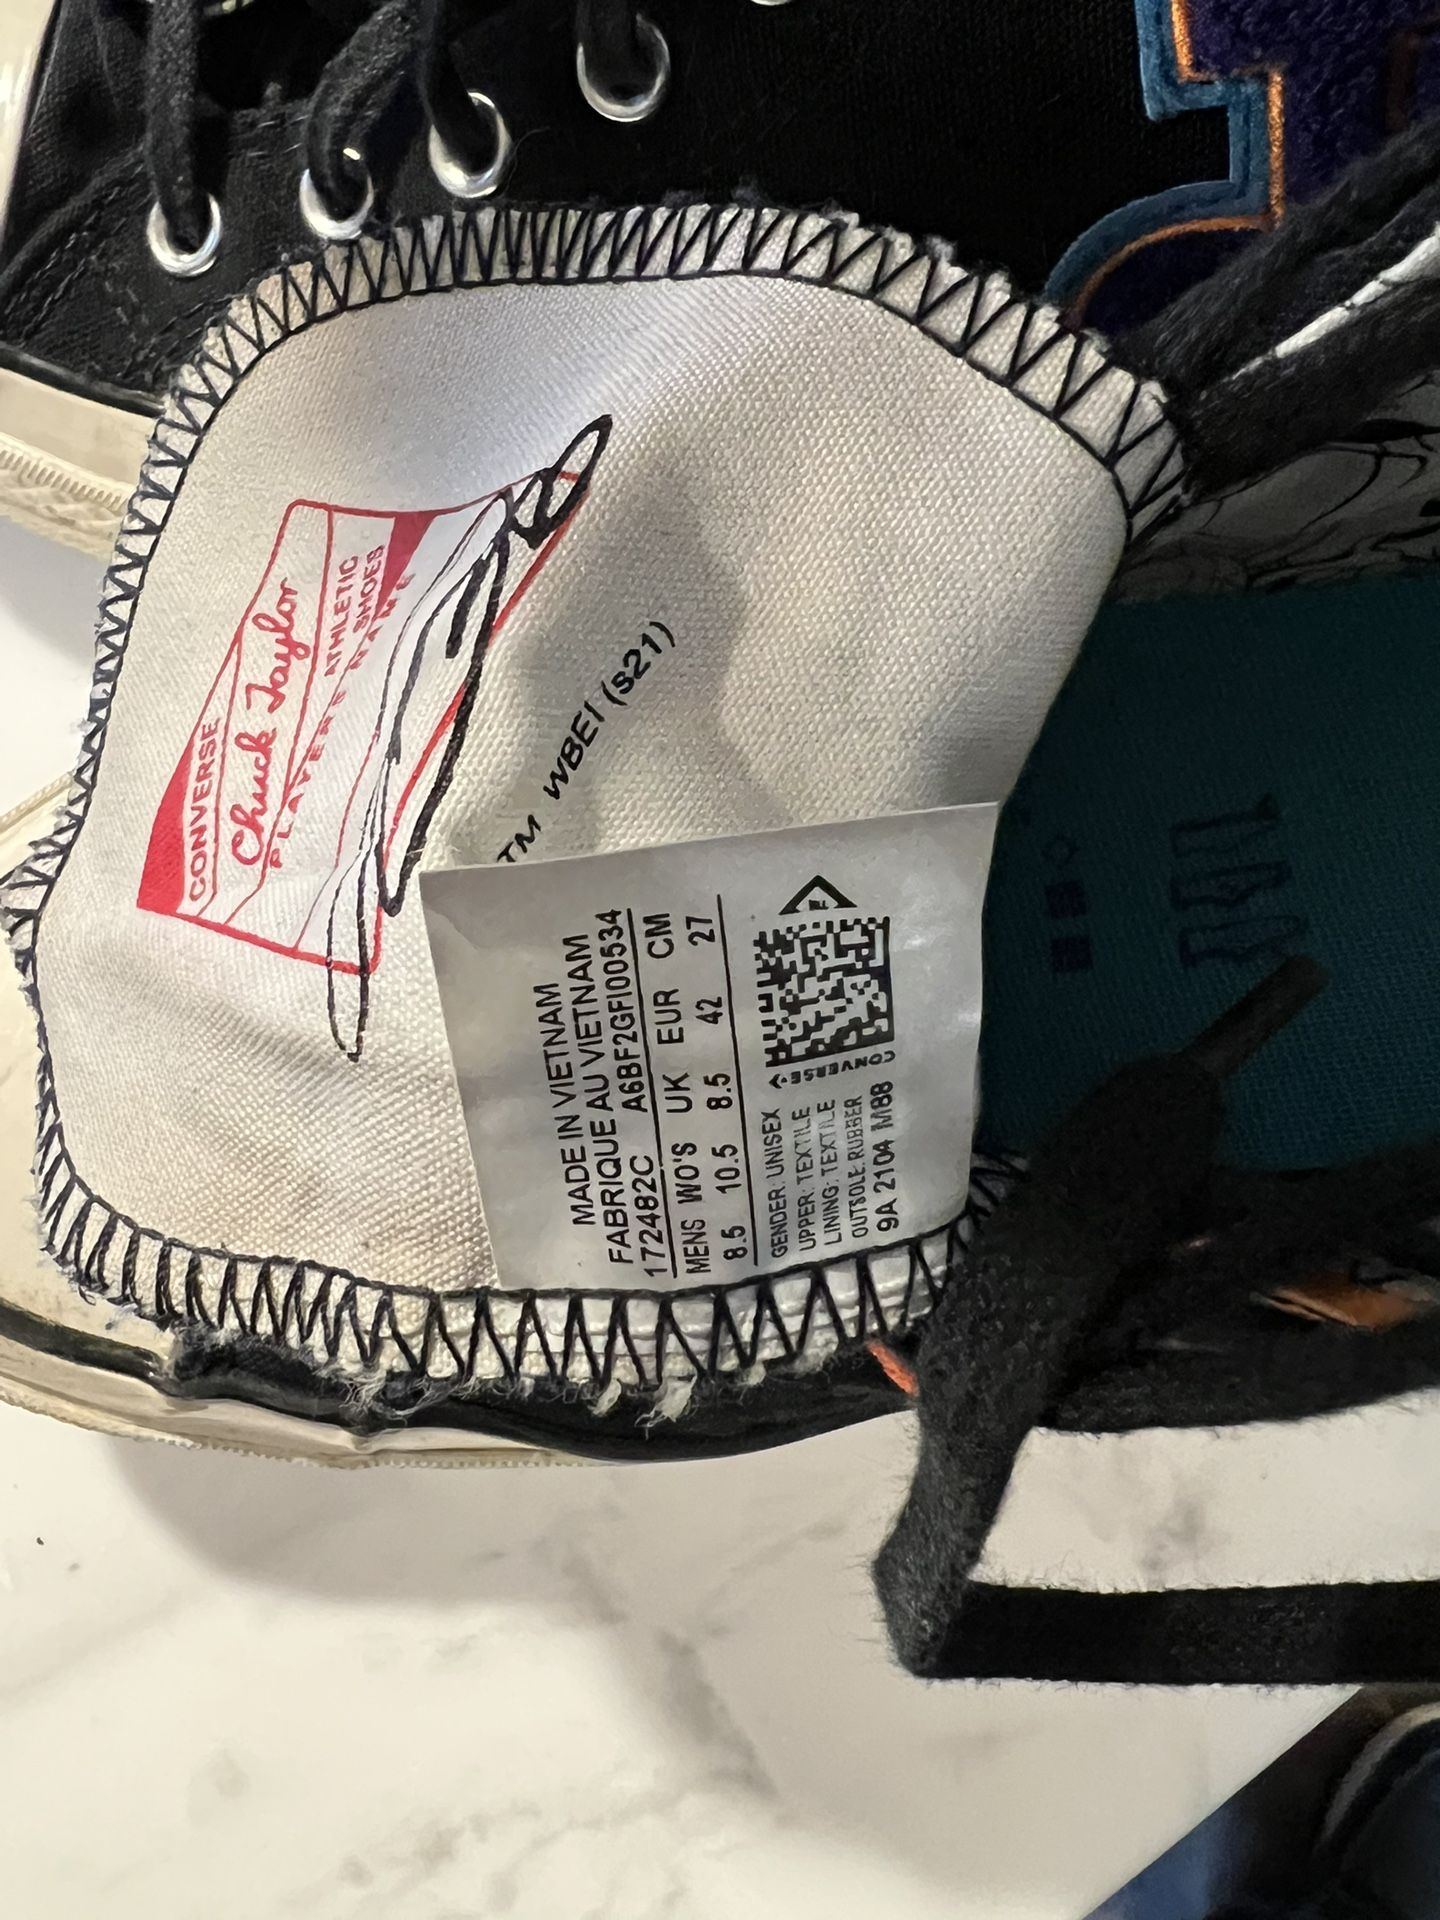 CONVERSE
Chuck Taylor
ATHLETIC
SHOES
PLAYERS NAME
TM WBEI (s21)
MADE IN VIETNAM
FABRIQUE AU VIETNAM
172482C A6BF2GFI00534
MENS WO'S UK EUR CM
8.5 10.5 8.5 42 27
GENDER: UNISEX
UPPER: TEXTILE
LINING: TEXTILE
OUTSOLE: RUBBER
9A 2104 M88
CONVERSE